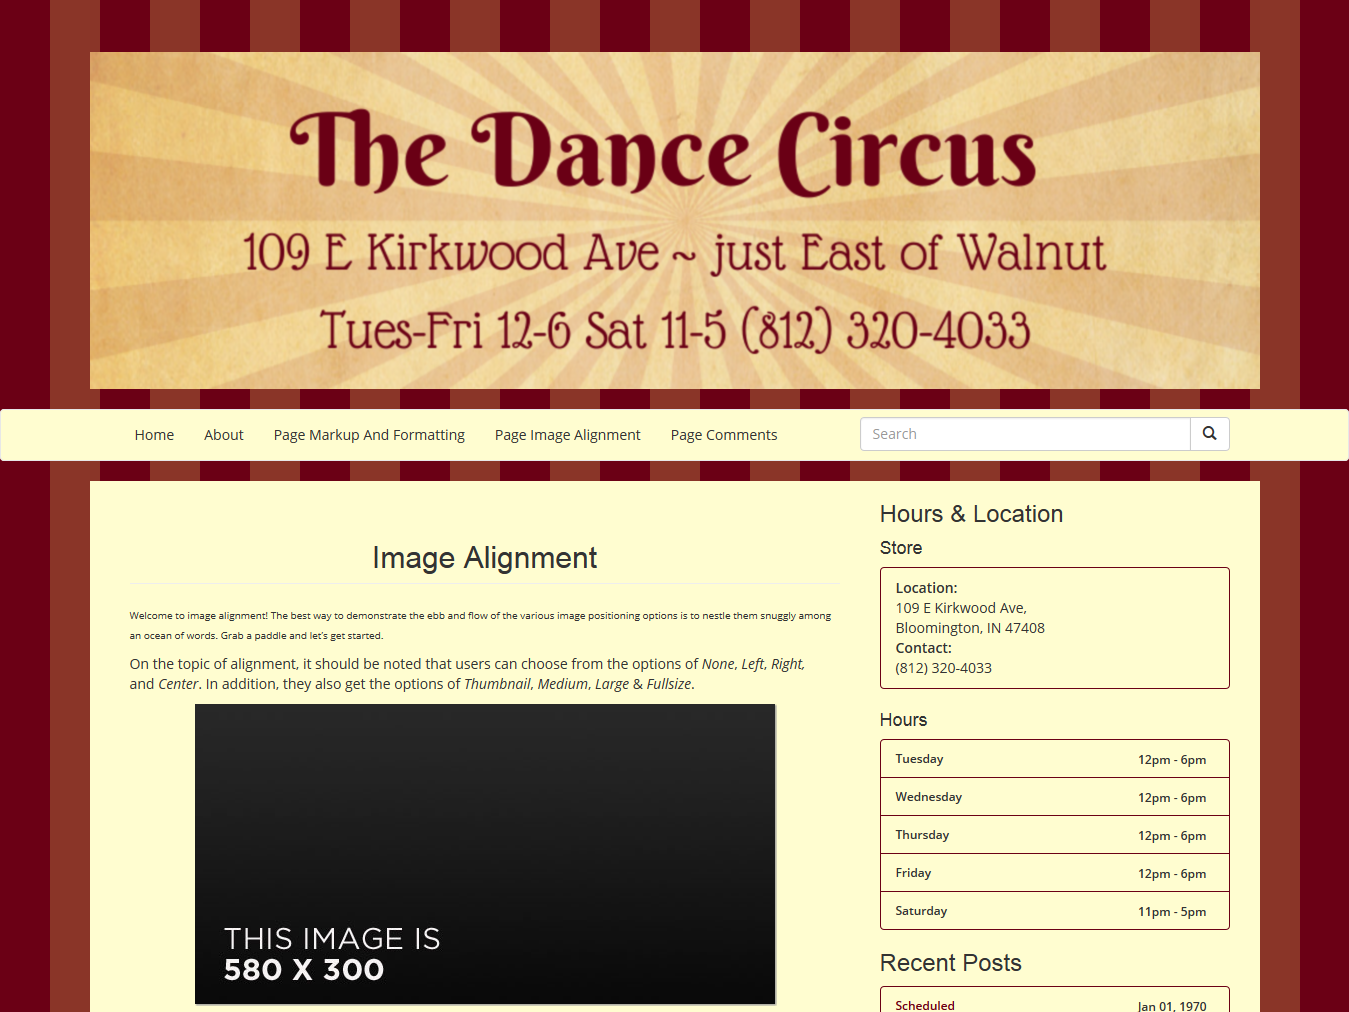 The Dance Circus
109 E Kirkwood Ave ~ just East of Walnut
Tues-Fri 12-6 Sat 11-5 (812) 320-4033
Home About Page Markup And Formatting Page Image Alignment Page Comments Search
Image Alignment
Welcome to image alignment! The best way to demonstrate the ebb and flow of the various image positioning options is to nestle them snuggly among
an ocean of words. Grab a paddle and let's get started.
On the topic of alignment, it should be noted that users can choose from the options of None, Left, Right,
and Center. In addition, they also get the options of Thumbnail, Medium, Large & Fullsize.
THIS IMAGE IS
580 X 300
Hours & Location
Store
Location:
109 E Kirkwood Ave,
Bloomington, IN 47408
Contact:
(812) 320-4033
Hours
Tuesday 12pm - 6pm
Wednesday 12pm - 6pm
Thursday 12pm - 6pm
Friday 12pm - 6pm
Saturday 11pm - 5pm
Recent Posts
Scheduled Jan 01, 1970